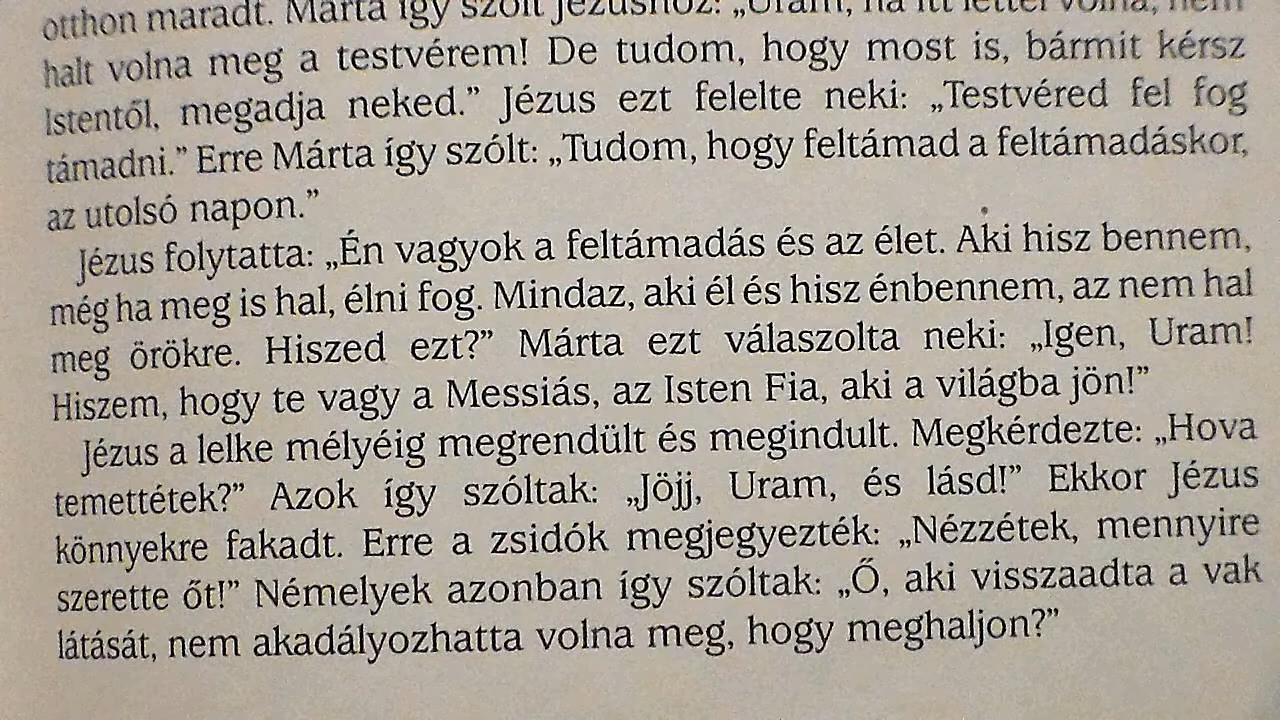 otthon maradt. Márta így szólt Jézushoz: „Uram, ha itt lettél volna, nem
halt volna meg a testvérem! De tudom, hogy most is, bármit kérsz
Istentől, megadja neked.” Jézus ezt felelte neki: „Testvéred fel fog
támadni.” Erre Márta így szólt: „Tudom, hogy feltámad a feltámadáskor,
az utolsó napon.”
Jézus folytatta: „Én vagyok a feltámadás és az élet. Aki hisz bennem,
még ha meg is hal, élni fog. Mindaz, aki él és hisz énbennem, az nem hal
meg örökre. Hiszed ezt?” Márta ezt válaszolta neki: „Igen, Uram!
Hiszem, hogy te vagy a Messiás, az Isten Fia, aki a világba jön!”
Jézus a lelke mélyéig megrendült és megindult. Megkérdezte: „Hova
temettétek?” Azok így szóltak: „Jöjj, Uram, és lásd!” Ekkor Jézus
könnyekre fakadt. Erre a zsidók megjegyezték: „Nézzétek, mennyire
szerette őt!” Némelyek azonban így szóltak: „Ő, aki visszaadta a vak
látását, nem akadályozhatta volna meg, hogy meghaljon?”